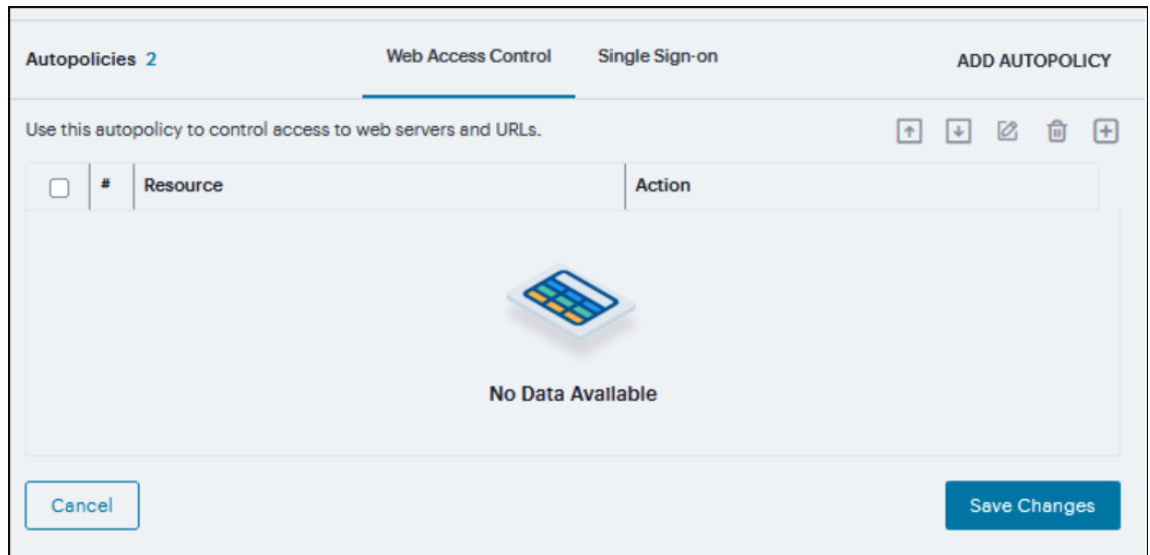 Autopolicies 2 Web Access Control Single Sign-on ADD AUTOPOLICY
Use this autopolicy to control access to web servers and URLs.
# Resource Action
No Data Available
Cancel Save Changes